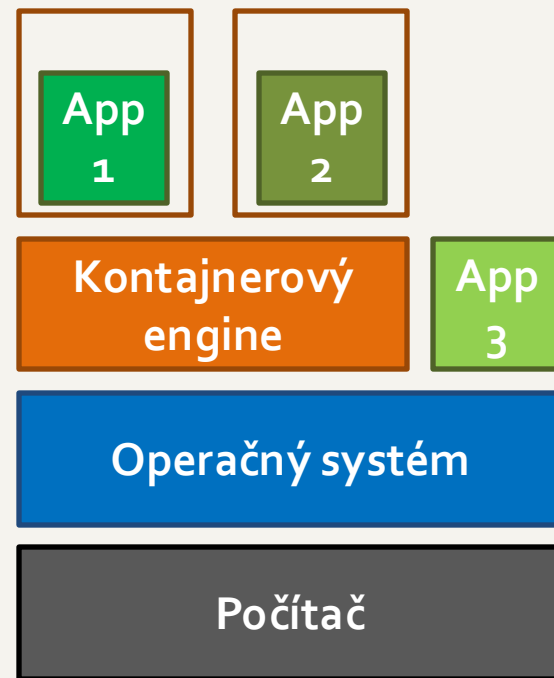 App
1
App
2
Kontajnerový
engine
App
3
Operačný systém
Počítač